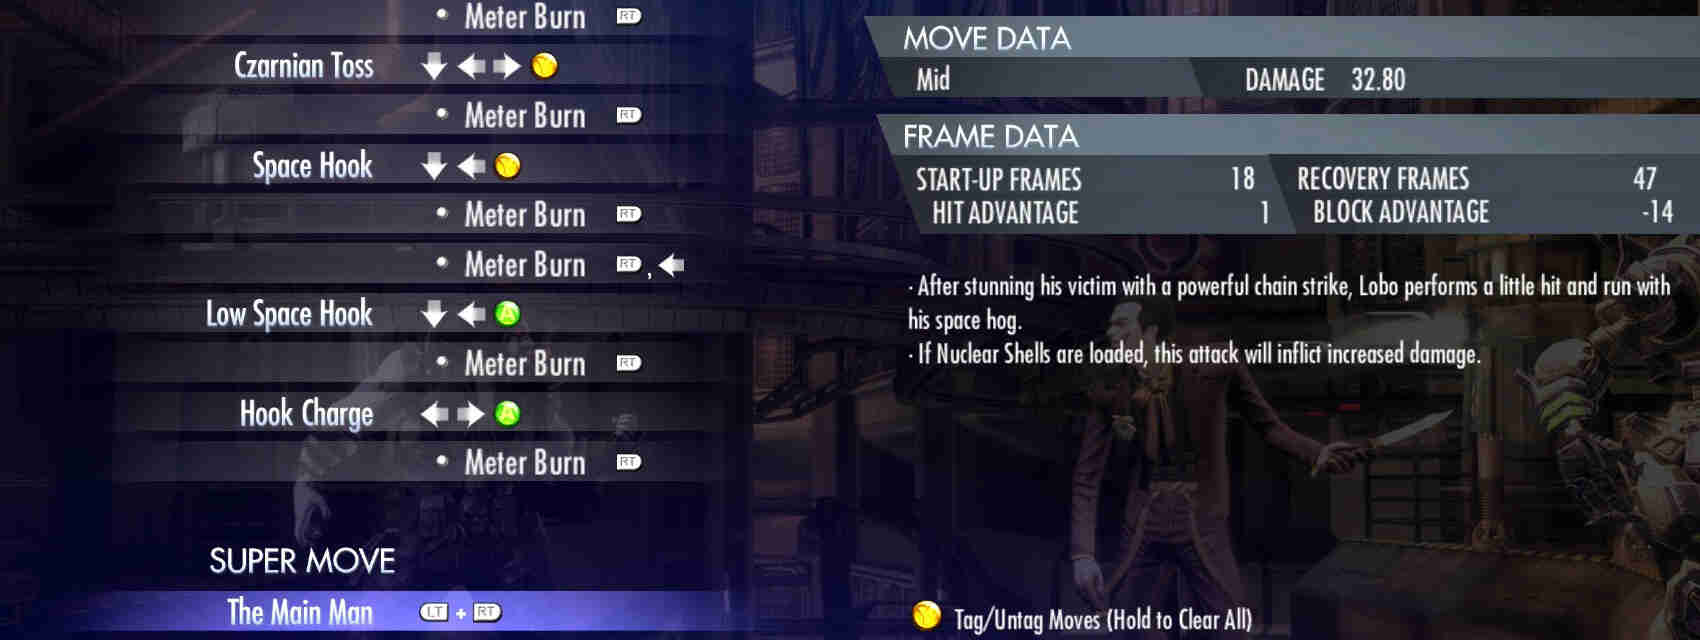 Meter Burn RT
Czarnian Toss Y
Meter Burn RT
Space Hook Y
Meter Burn RT
Meter Burn RT ,
Low Space Hook A
Meter Burn RT
Hook Charge A
Meter Burn RT
SUPER MOVE
The Main Man LT + RT
MOVE DATA
Mid DAMAGE 32.80
FRAME DATA
START-UP FRAMES 18 RECOVERY FRAMES 47
HIT ADVANTAGE 1 BLOCK ADVANTAGE -14
· After stunning his victim with a powerful chain strike, Lobo performs a little hit and run with
his space hog.
· If Nuclear Shells are loaded, this attack will inflict increased damage.
Y Tag/Untag Moves (Hold to Clear All)